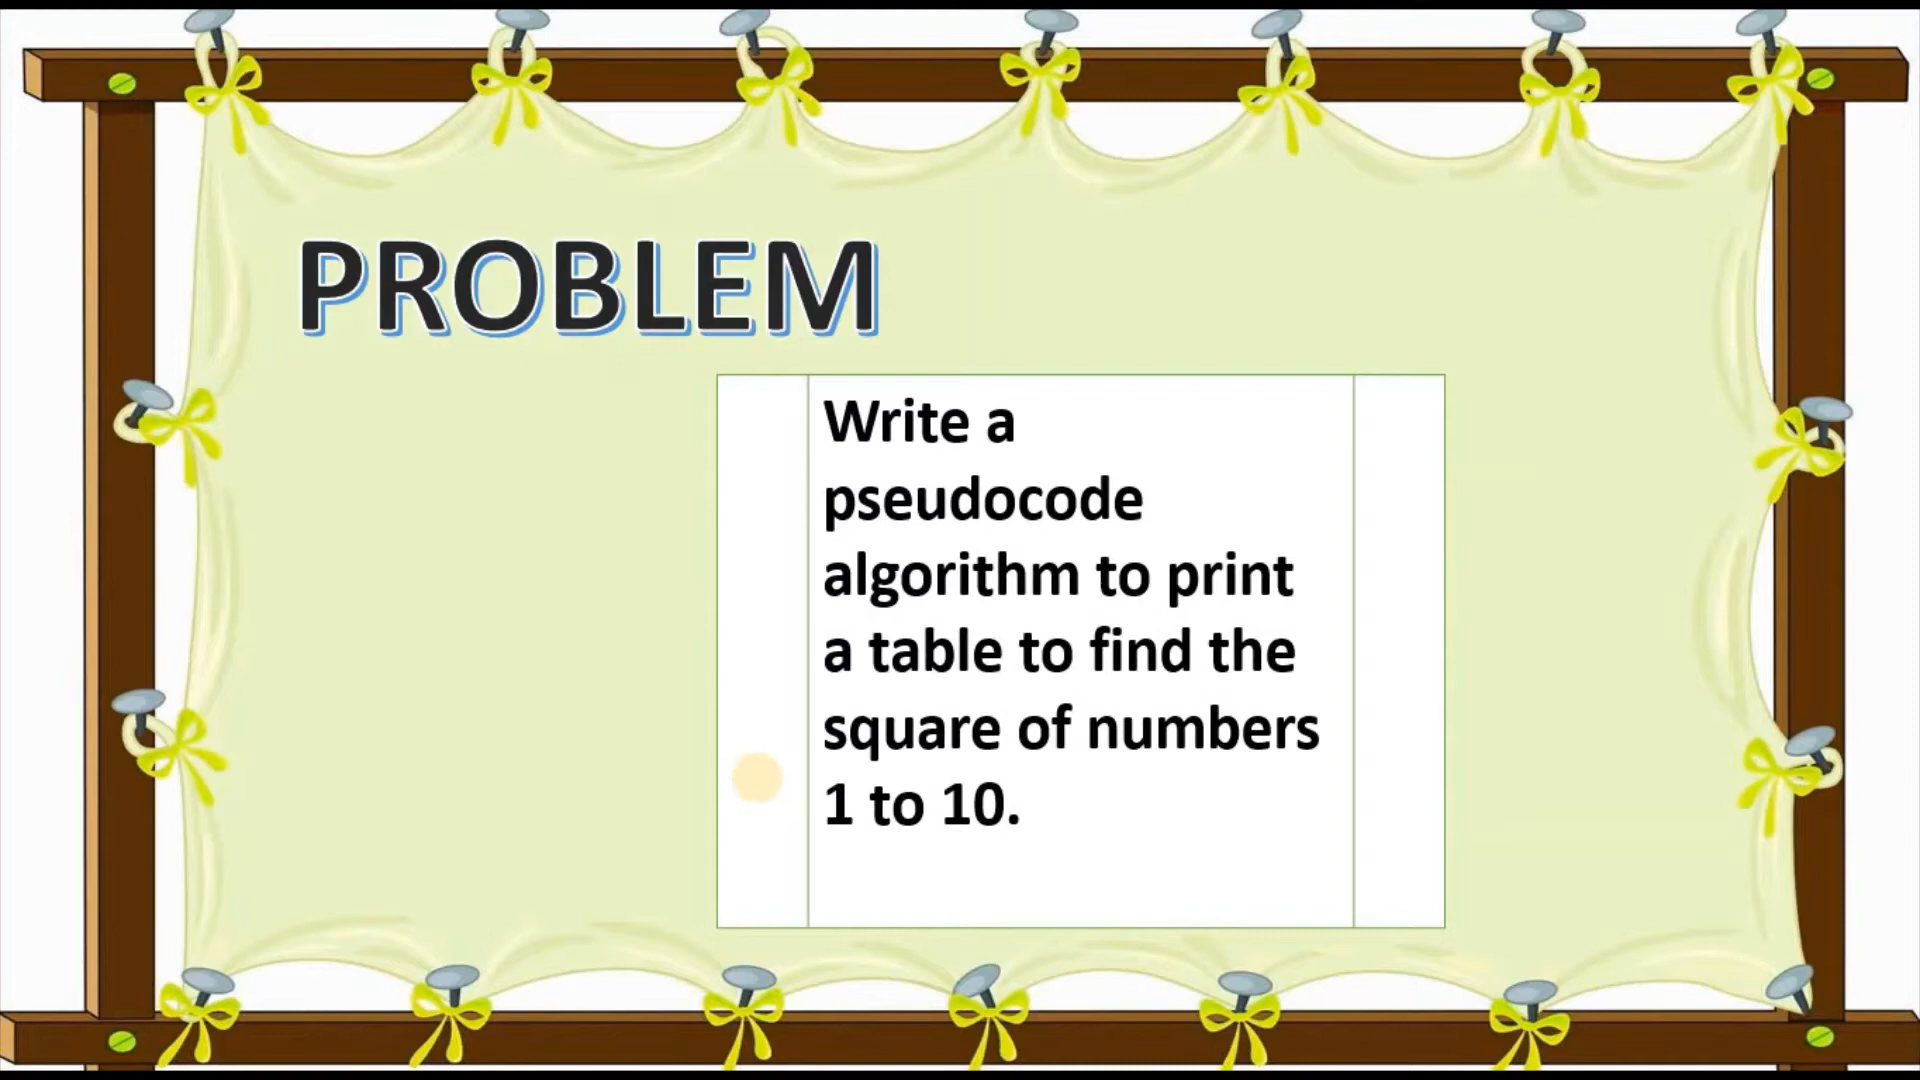 PROBLEM
Write a
pseudocode
algorithm to print
a table to find the
square of numbers
1 to 10.